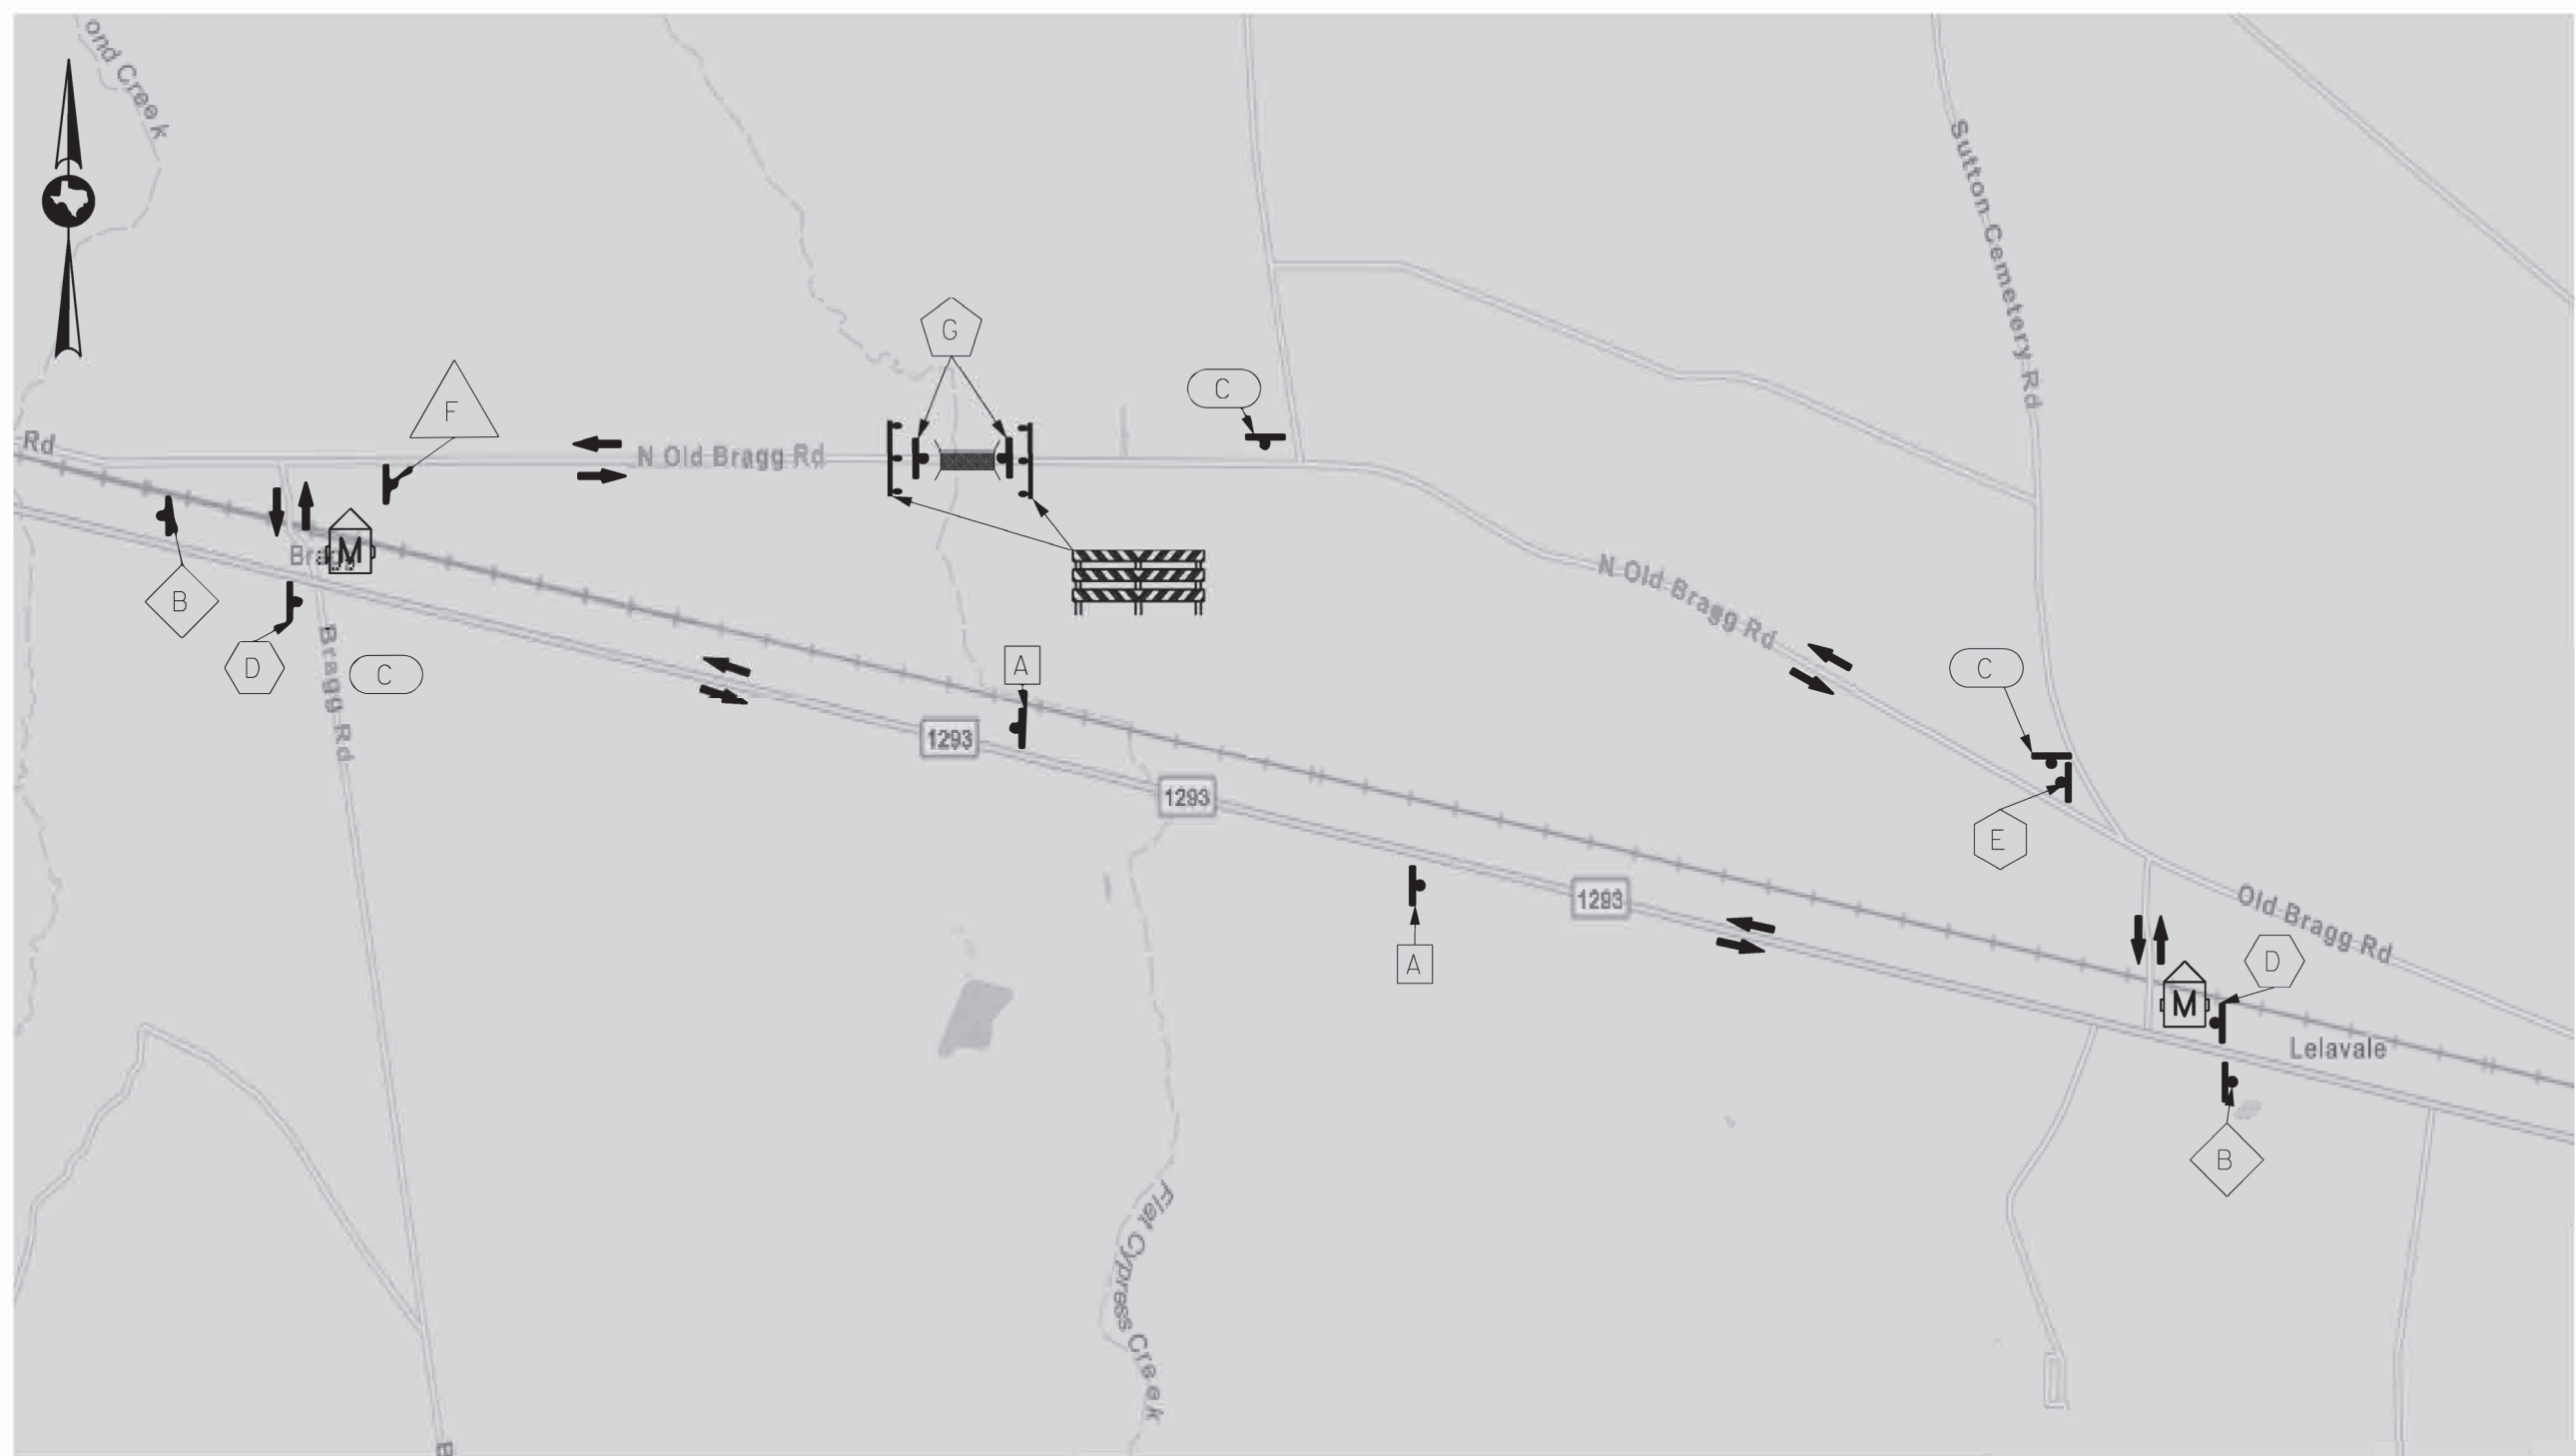 ond Creek
Sutton Cemetery Rd
G
F
C
Rd
N Old Bragg Rd
M
B
D
Bragg Rd
C
A
N Old Bragg Rd
C
1293
1293
E
A
1293
Old Bragg Rd
D
M
Lelavale
B
Flat Cypress Creek
B